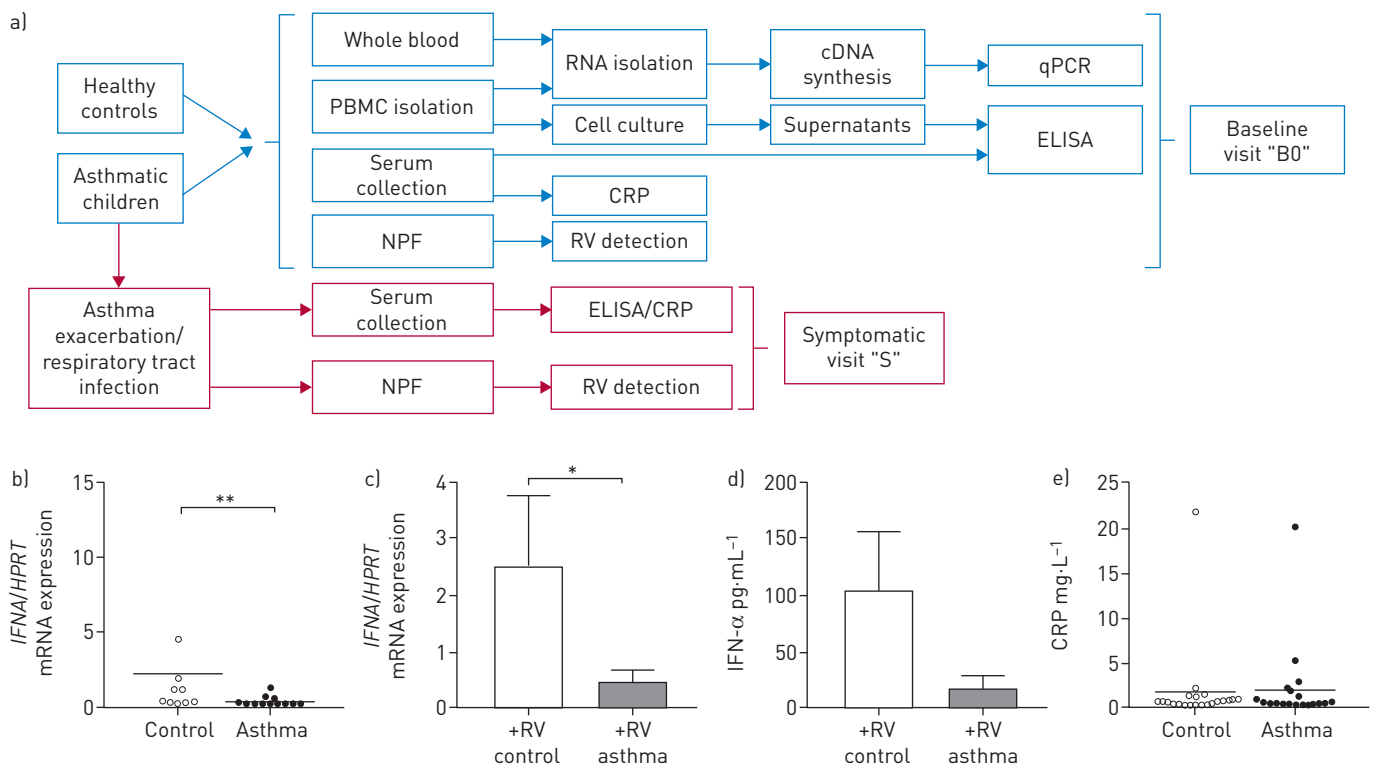 a)
Healthy
controls
Asthmatic
children
Whole blood
PBMC isolation
Serum
collection
NPF
RNA isolation
Cell culture
CRP
RV detection
cDNA
synthesis
Supernatants
qPCR
ELISA
Baseline
visit "B0"
Asthma
exacerbation/
respiratory tract
infection
Serum
collection
NPF
ELISA/CRP
RV detection
Symptomatic
visit "S"
b)
IFNA/HPRT
mRNA expression
15
10
5
0
**
Control
Asthma
c)
IFNA/HPRT
mRNA expression
4
3
2
1
0
*
+RV
control
+RV
asthma
d)
IFN-α pg·mL⁻¹
200
150
100
50
0
+RV
control
+RV
asthma
e)
CRP mg·L⁻¹
25
20
15
10
5
0
Control
Asthma